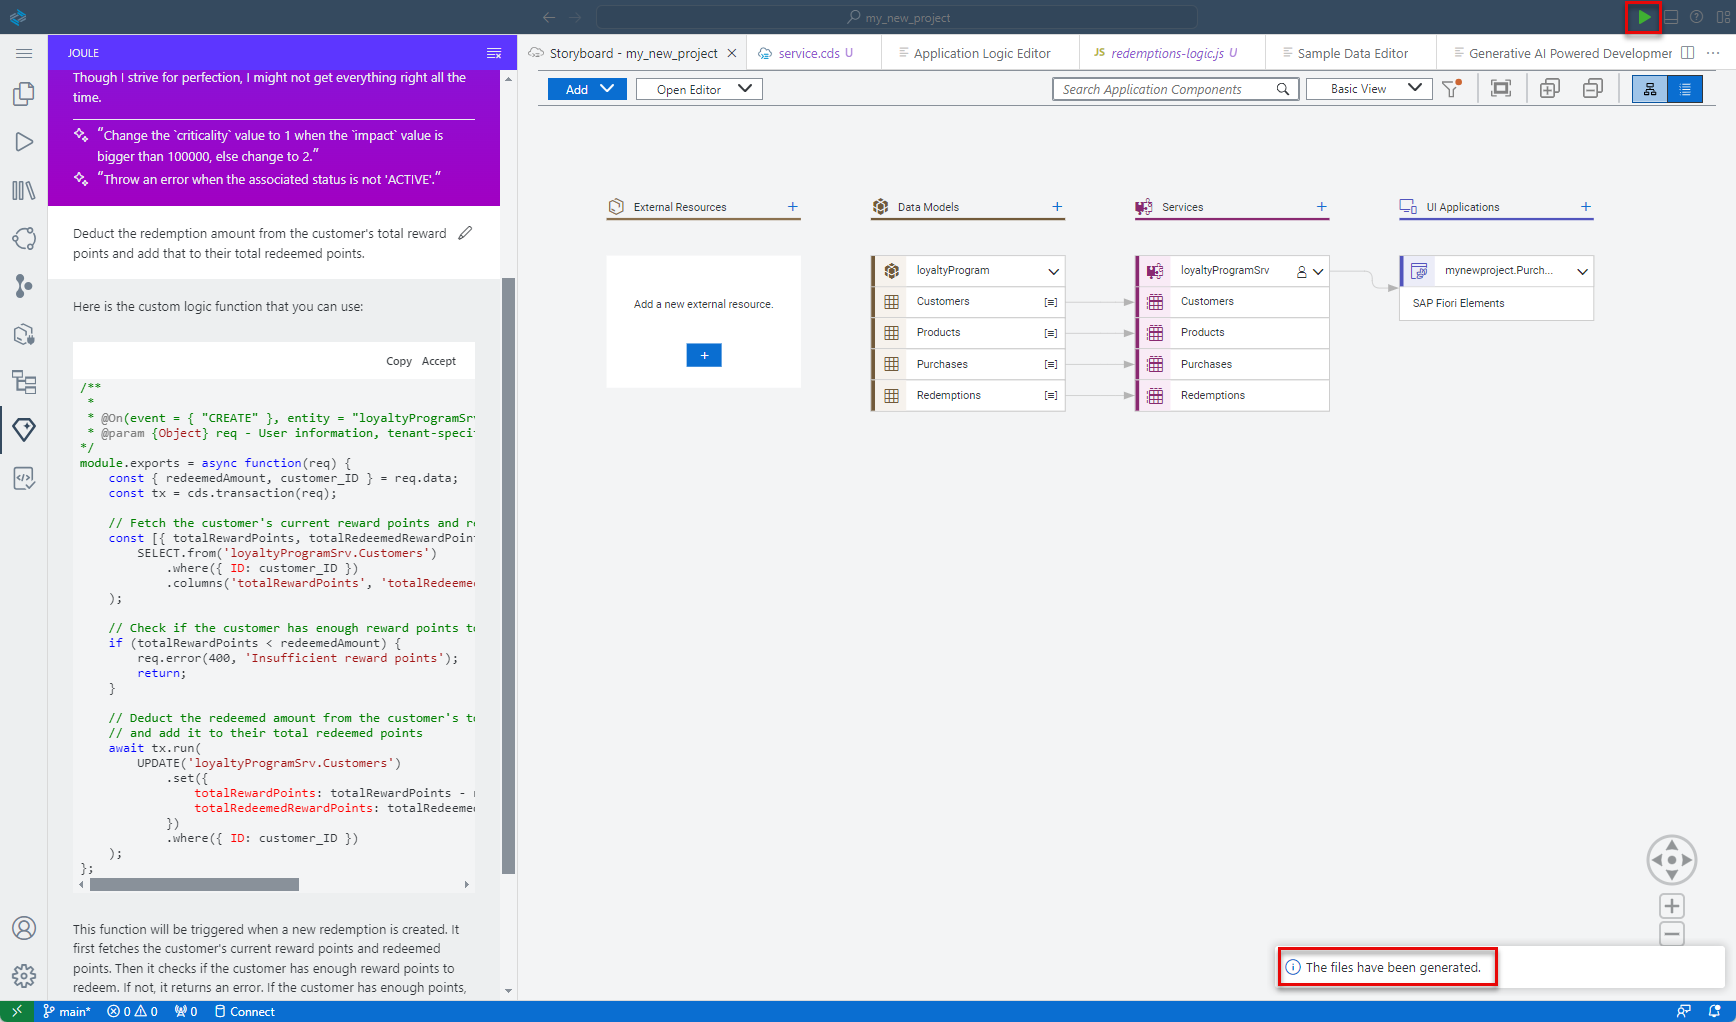 my_new_project
JOULE
Though I strive for perfection, I might not get everything right all the
time.
"Change the `criticality` value to 1 when the `impact` value is
bigger than 100000, else change to 2."
"Throw an error when the associated status is not 'ACTIVE'."
Deduct the redemption amount from the customer's total reward
points and add that to their total redeemed points.
Here is the custom logic function that you can use:
Copy Accept
/**
*
* @On(event = { "CREATE" }, entity = "loyaltyProgramSrv
* @param {Object} req - User information, tenant-specif
*/
module.exports = async function(req) {
const { redeemedAmount, customer_ID } = req.data;
const tx = cds.transaction(req);
// Fetch the customer's current reward points and re
const [{ totalRewardPoints, totalRedeemedRewardPoint
SELECT.from('loyaltyProgramSrv.Customers')
.where({ ID: customer_ID })
.columns('totalRewardPoints', 'totalRedeeme
);
// Check if the customer has enough reward points to
if (totalRewardPoints < redeemedAmount) {
req.error(400, 'Insufficient reward points');
return;
}
// Deduct the redeemed amount from the customer's to
// and add it to their total redeemed points
await tx.run(
UPDATE('loyaltyProgramSrv.Customers')
.set({
totalRewardPoints: totalRewardPoints -
totalRedeemedRewardPoints: totalRedeemed
})
.where({ ID: customer_ID })
);
};
This function will be triggered when a new redemption is created. It
first fetches the customer's current reward points and redeemed
points. Then it checks if the customer has enough reward points to
redeem. If not, it returns an error. If the customer has enough points,
Storyboard - my_new_project
service.cds U
Application Logic Editor
JS redemptions-logic.js U
Sample Data Editor
Generative AI Powered Developmer
Add
Open Editor
Search Application Components
Basic View
External Resources +
Data Models +
Services +
UI Applications +
Add a new external resource.
+
loyaltyProgram
Customers
Products
Purchases
Redemptions
loyaltyProgramSrv
Customers
Products
Purchases
Redemptions
mynewproject.Purch...
SAP Fiori Elements
The files have been generated.
main* 0 0 0 Connect